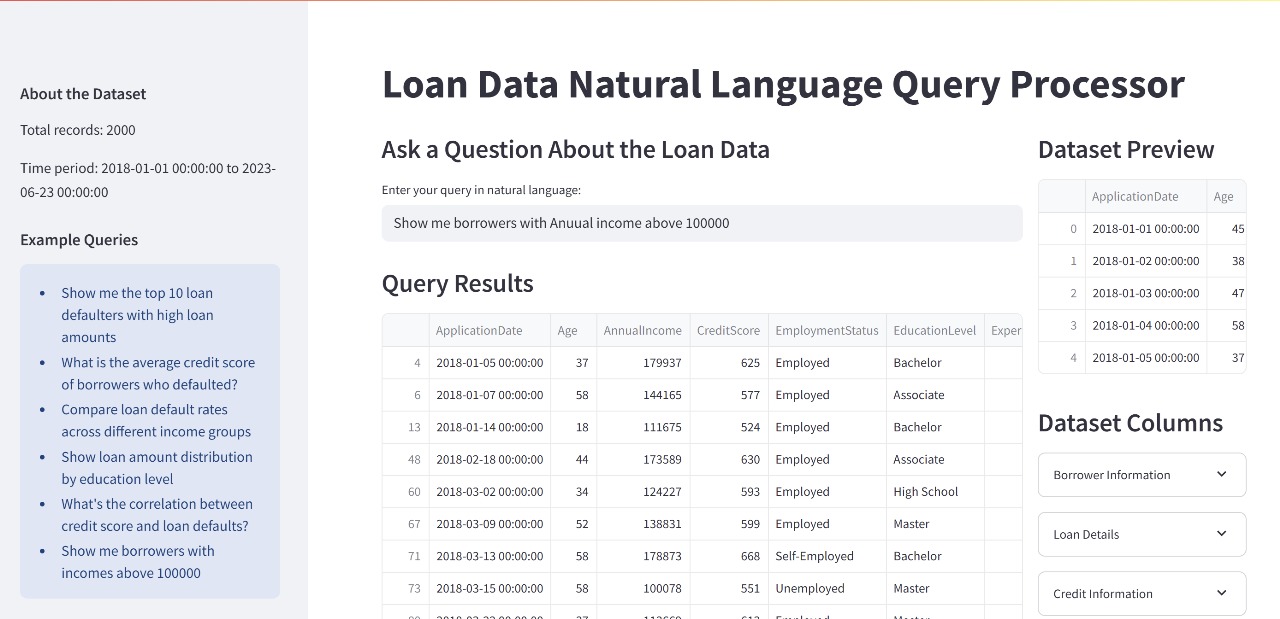 About the Dataset
Total records: 2000
Time period: 2018-01-01 00:00:00 to 2023-
06-23 00:00:00
Example Queries
• Show me the top 10 loan
defaulters with high loan
amounts
• What is the average credit score
of borrowers who defaulted?
• Compare loan default rates
across different income groups
• Show loan amount distribution
by education level
• What's the correlation between
credit score and loan defaults?
• Show me borrowers with
incomes above 100000
Loan Data Natural Language Query Processor
Ask a Question About the Loan Data
Enter your query in natural language:
Show me borrowers with Anuual income above 100000
Query Results
ApplicationDate Age AnnualIncome CreditScore EmploymentStatus EducationLevel Exper
4 2018-01-05 00:00:00 37 179937 625 Employed Bachelor
6 2018-01-07 00:00:00 58 144165 577 Employed Associate
13 2018-01-14 00:00:00 18 111675 524 Employed Bachelor
48 2018-02-18 00:00:00 44 173589 630 Employed Associate
60 2018-03-02 00:00:00 34 124227 593 Employed High School
67 2018-03-09 00:00:00 52 138831 599 Employed Master
71 2018-03-13 00:00:00 58 178873 668 Self-Employed Bachelor
73 2018-03-15 00:00:00 58 100078 551 Unemployed Master
Dataset Preview
ApplicationDate Age
0 2018-01-01 00:00:00 45
1 2018-01-02 00:00:00 38
2 2018-01-03 00:00:00 47
3 2018-01-04 00:00:00 58
4 2018-01-05 00:00:00 37
Dataset Columns
Borrower Information
Loan Details
Credit Information